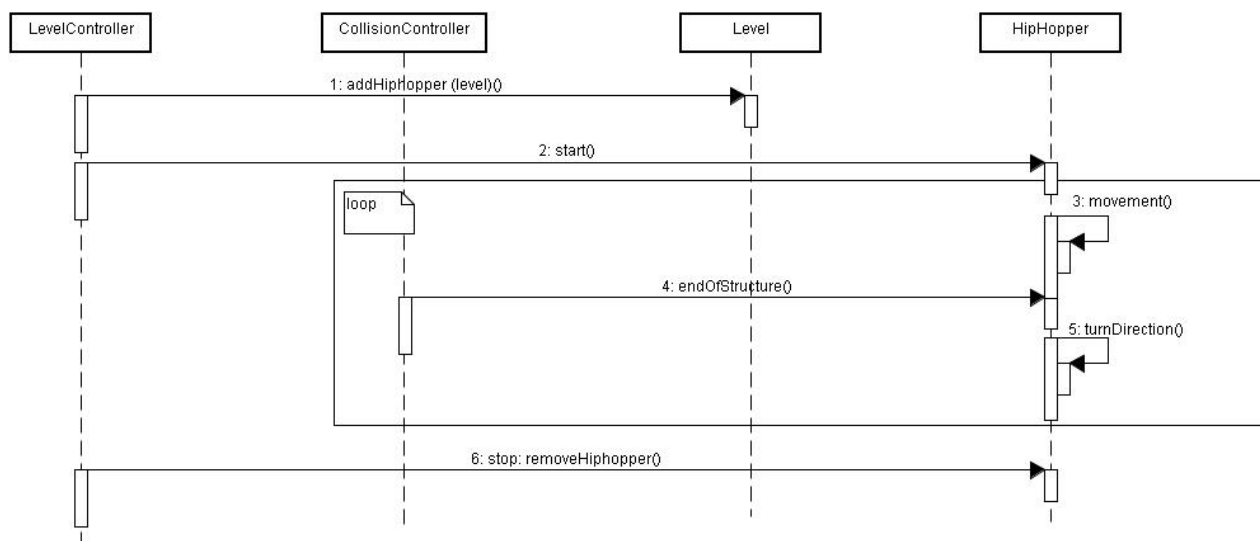 LevelController
CollisionController
Level
HipHopper
1: addHiphopper (level)()
2: start()
loop
3: movement()
4: endOfStructure()
5: turnDirection()
6: stop: removeHiphopper()